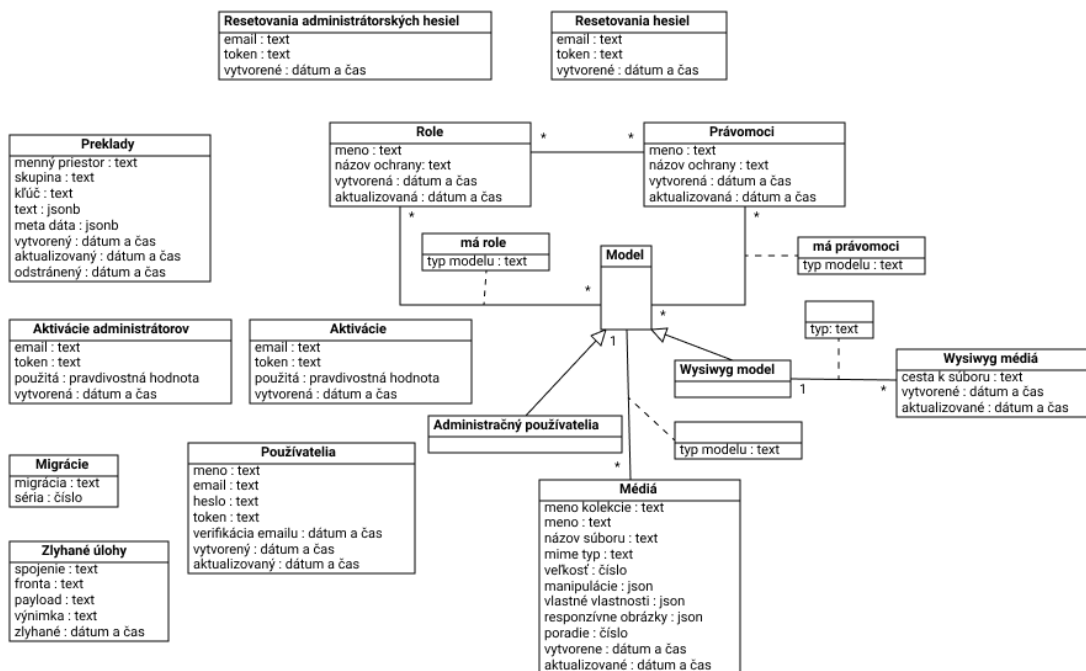 Resetovania administrátorských hesiel
email : text
token : text
vytvorené : dátum a čas
Resetovania hesiel
email : text
token : text
vytvorené : dátum a čas
Preklady
menný priestor : text
skupina : text
kľúč : text
text : jsonb
meta dáta : jsonb
vytvorený : dátum a čas
aktualizovaný : dátum a čas
odstránený : dátum a čas
Role
meno : text
názov ochrany: text
vytvorená : dátum a čas
aktualizovaná : dátum a čas
*
*
Právomoci
meno : text
názov ochrany : text
vytvorená : dátum a čas
aktualizovaná : dátum a čas
*
*
má role
typ modelu : text
Model
má právomoci
typ modelu : text
*
*
1
typ: text
Aktivácie administrátorov
email : text
token : text
použitá : pravdivostná hodnota
vytvorená : dátum a čas
Aktivácie
email : text
token : text
použitá : pravdivostná hodnota
vytvorená : dátum a čas
Wysiwyg model
1
*
Wysiwyg médiá
cesta k súboru : text
vytvorené : dátum a čas
aktualizované : dátum a čas
Administračný používatelia
typ modelu : text
*
Migrácie
migrácia : text
séria : číslo
Používatelia
meno : text
email : text
heslo : text
token : text
verifikácia emailu : dátum a čas
vytvorený : dátum a čas
aktualizovaný : dátum a čas
Médiá
meno kolekcie : text
meno : text
názov súboru : text
mime typ : text
veľkosť : číslo
manipulácie : json
vlastné vlastnosti : json
responzívne obrázky : json
poradie : číslo
vytvorene : dátum a čas
aktualizované : dátum a čas
Zlyhané úlohy
spojenie : text
fronta : text
payload : text
výnimka : text
zlyhané : dátum a čas